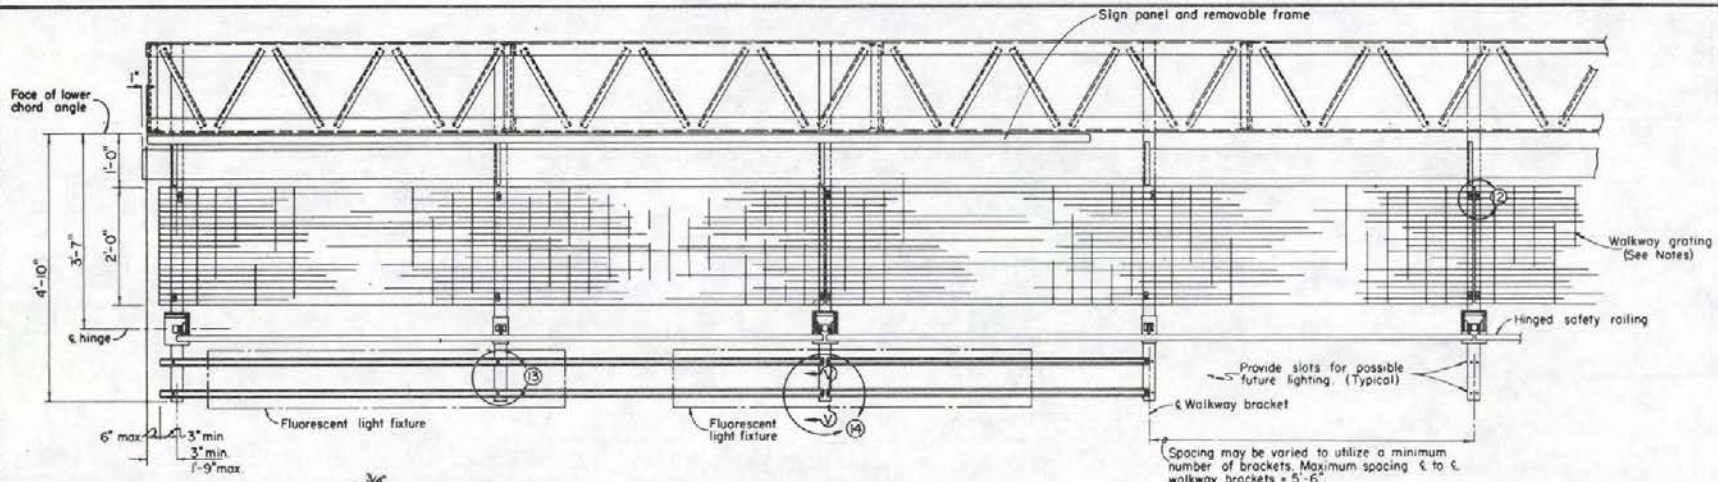 Sign panel and removable frame
1"
Face of lower
chord angle
1'-0"
2'-0"
3'-7"
4'-10"
2
Walkway grating
(See Notes)
℄ hinge
Hinged safety railing
13
V
V
14
Provide slots for possible
future lighting. (Typical)
℄ Walkway bracket
Fluorescent light fixture
Fluorescent
light fixture
6" max.
3" min.
3" min.
1'-9" max.
Spacing may be varied to utilize a minimum
number of brackets. Maximum spacing ℄ to ℄
walkway brackets = 5'-6".
3/4"